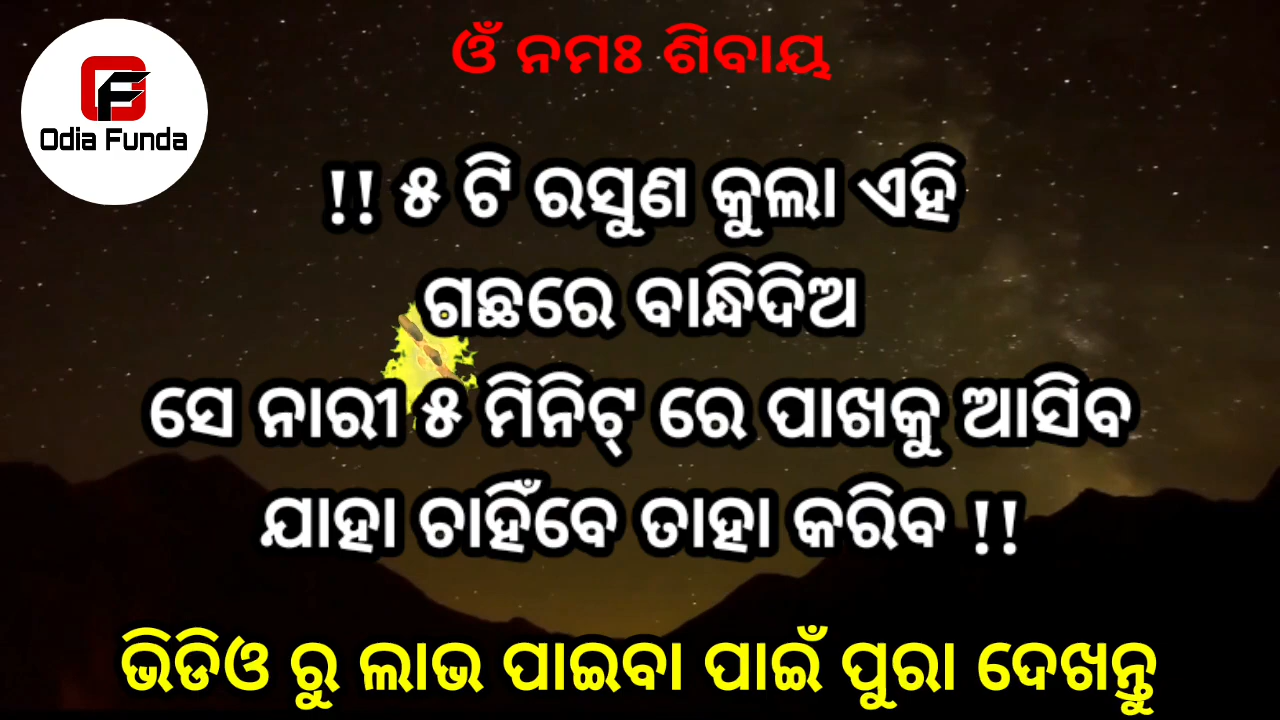 ଓଁ ନମଃ ଶିବାୟ
Odia Funda
!! ୫ ଟି ରସୁଣ କୁଲା ଏହି
ଗଛରେ ବାନ୍ଧିଦିଅ
ସେ ନାରୀ ୫ ମିନିଟ୍ ରେ ପାଖକୁ ଆସିବ
ଯାହା ଚାହିଁବେ ତାହା କରିବ !!
ଭିଡିଓ ରୁ ଲାଭ ପାଇବା ପାଇଁ ପୁରା ଦେଖନ୍ତୁ